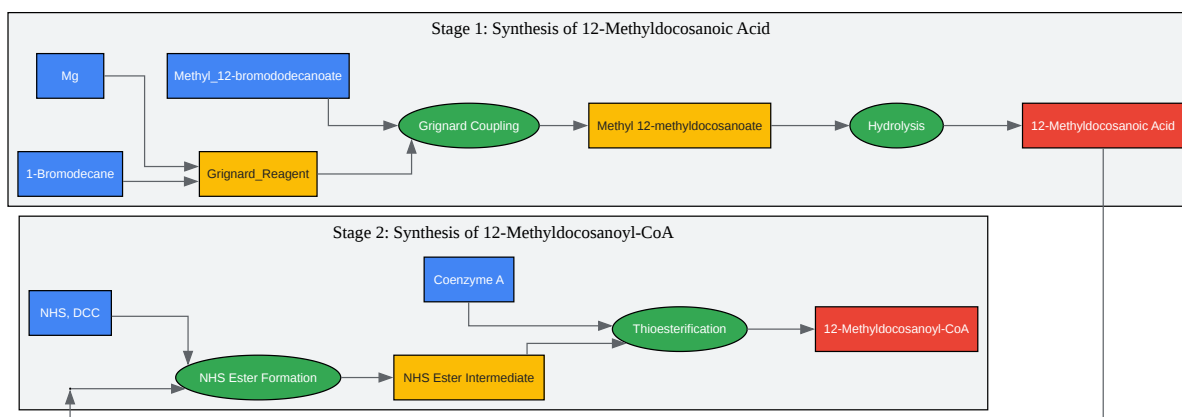 Stage 1: Synthesis of 12-Methyldocosanoic Acid
Mg
Methyl_12-bromododecanoate
Grignard Coupling
Methyl 12-methyldocosanoate
Hydrolysis
12-Methyldocosanoic Acid
1-Bromodecane
Grignard_Reagent
Stage 2: Synthesis of 12-Methyldocosanoyl-CoA
Coenzyme A
NHS, DCC
Thioesterification
12-Methyldocosanoyl-CoA
NHS Ester Formation
NHS Ester Intermediate